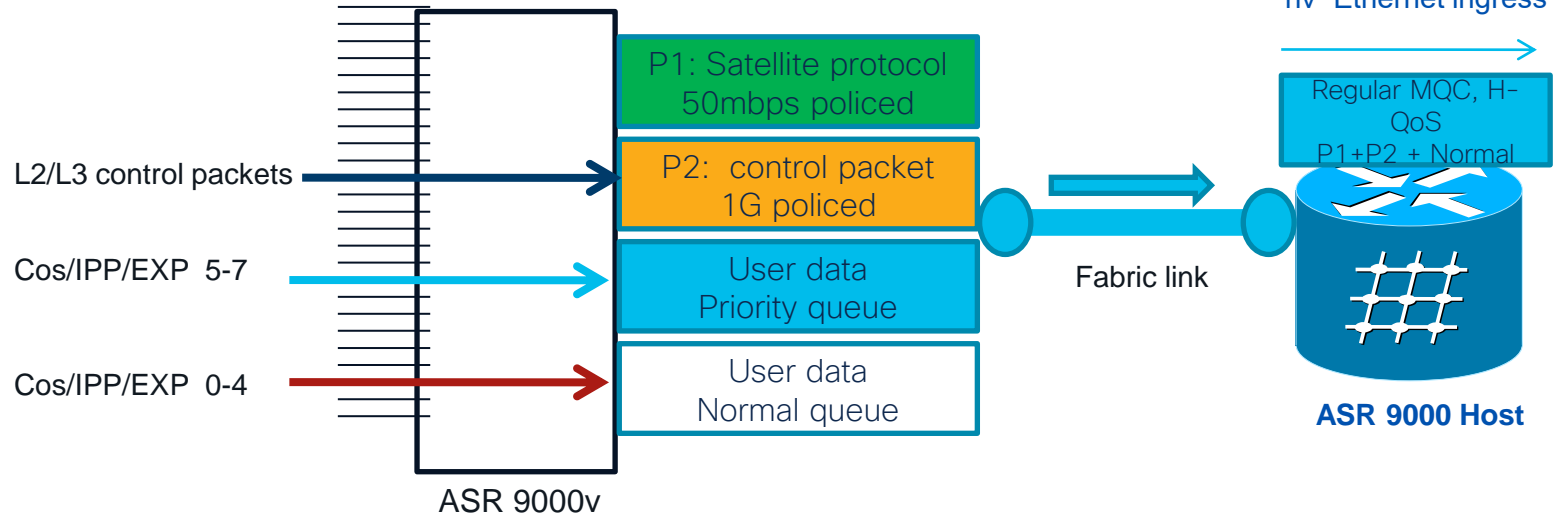 Ethernet ingress
P1: Satellite protocol
50mbps policed
Regular MQC, H-
QoS
P1+P2 + Normal
L2/L3 control packets
P2: control packet
1G policed
Cos/IPP/EXP 5-7
User data
Priority queue
Fabric link
Cos/IPP/EXP 0-4
User data
Normal queue
ASR 9000 Host
ASR 9000v